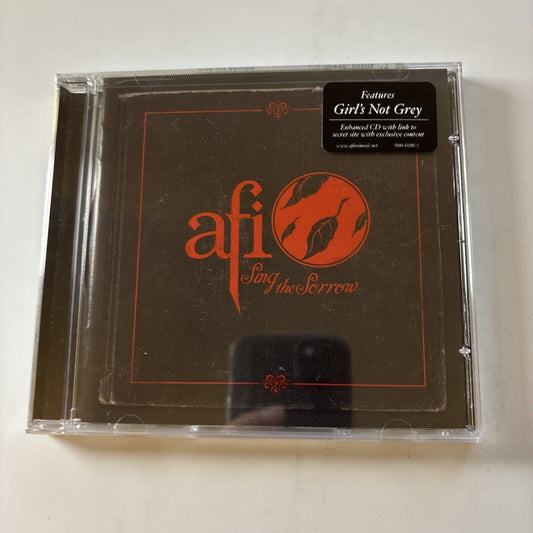 Features
Girl's Not Grey
Enhanced CD with link to
secret site with exclusive content
www.afireinside.net
afi
Sing
the Sorrow